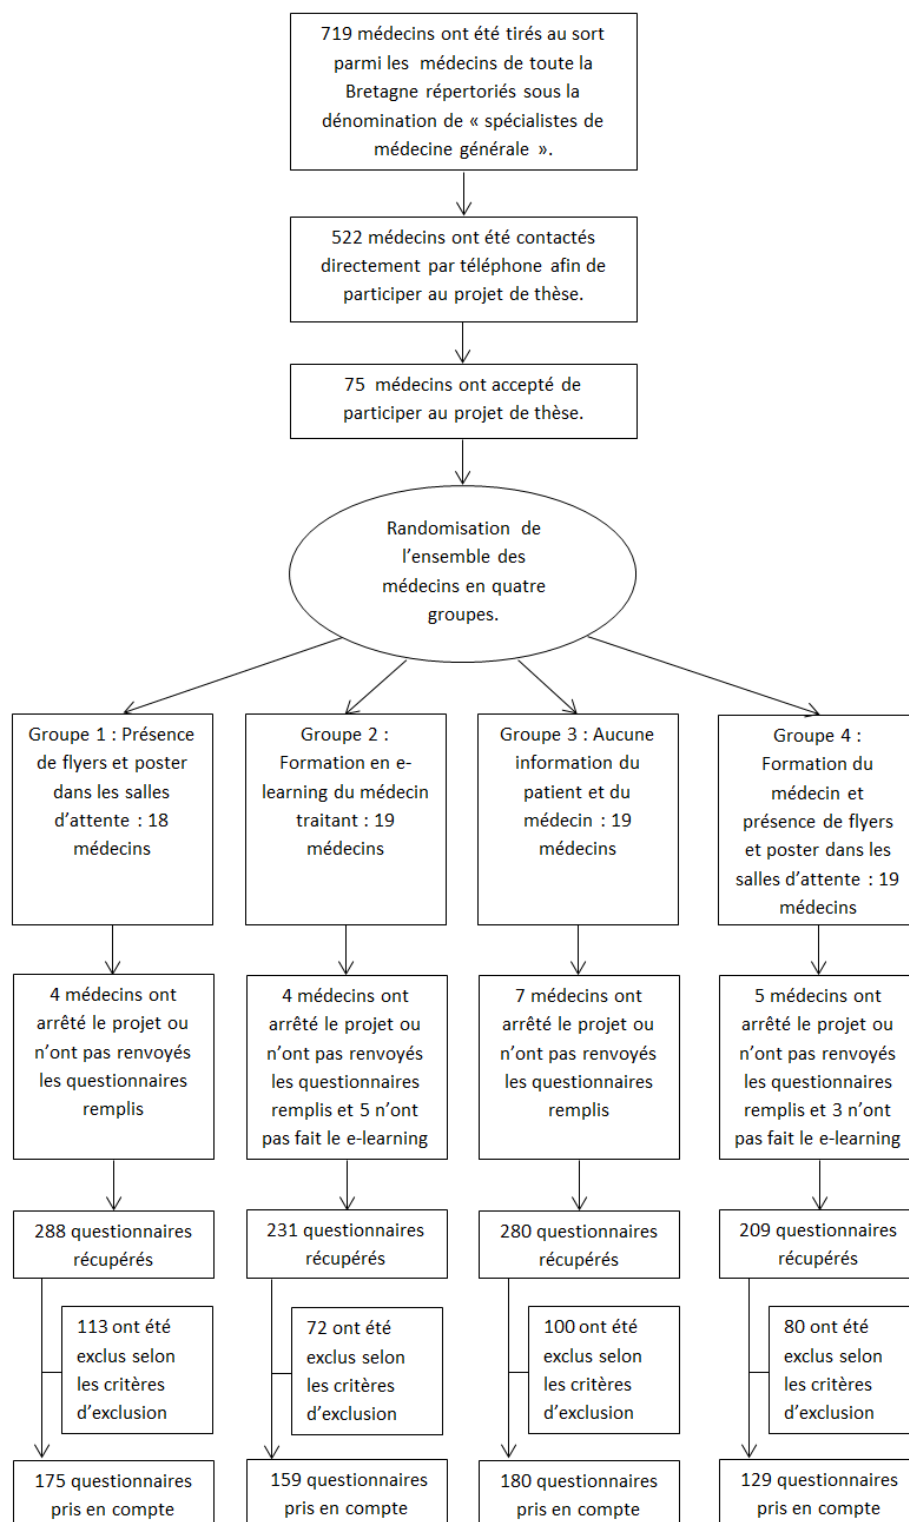 719 médecins ont été tirés au sort
parmi les médecins de toute la
Bretagne répertoriés sous la
dénomination de « spécialistes de
médecine générale ».
522 médecins ont été contactés
directement par téléphone afin de
participer au projet de thèse.
75 médecins ont accepté de
participer au projet de thèse.
Randomisation de
l'ensemble des
médecins en quatre
groupes.
Groupe 1 : Présence
de flyers et poster
dans les salles
d'attente : 18
médecins
Groupe 2 :
Formation en e-
learning du médecin
traitant : 19
médecins
Groupe 3 : Aucune
information du
patient et du
médecin : 19
médecins
Groupe 4 :
Formation du
médecin et
présence de flyers
et poster dans les
salles d'attente : 19
médecins
4 médecins ont
arrêté le projet ou
n'ont pas renvoyés
les questionnaires
remplis
4 médecins ont
arrêté le projet ou
n'ont pas renvoyés
les questionnaires
remplis et 5 n'ont
pas fait le e-learning
7 médecins ont
arrêté le projet ou
n'ont pas renvoyés
les questionnaires
remplis
5 médecins ont
arrêté le projet ou
n'ont pas renvoyés
les questionnaires
remplis et 3 n'ont
pas fait le e-learning
288 questionnaires
récupérés
231 questionnaires
récupérés
280 questionnaires
récupérés
209 questionnaires
récupérés
113 ont été
exclus selon
les critères
d'exclusion
72 ont été
exclus selon
les critères
d'exclusion
100 ont été
exclus selon
les critères
d'exclusion
80 ont été
exclus selon
les critères
d'exclusion
175 questionnaires
pris en compte
159 questionnaires
pris en compte
180 questionnaires
pris en compte
129 questionnaires
pris en compte